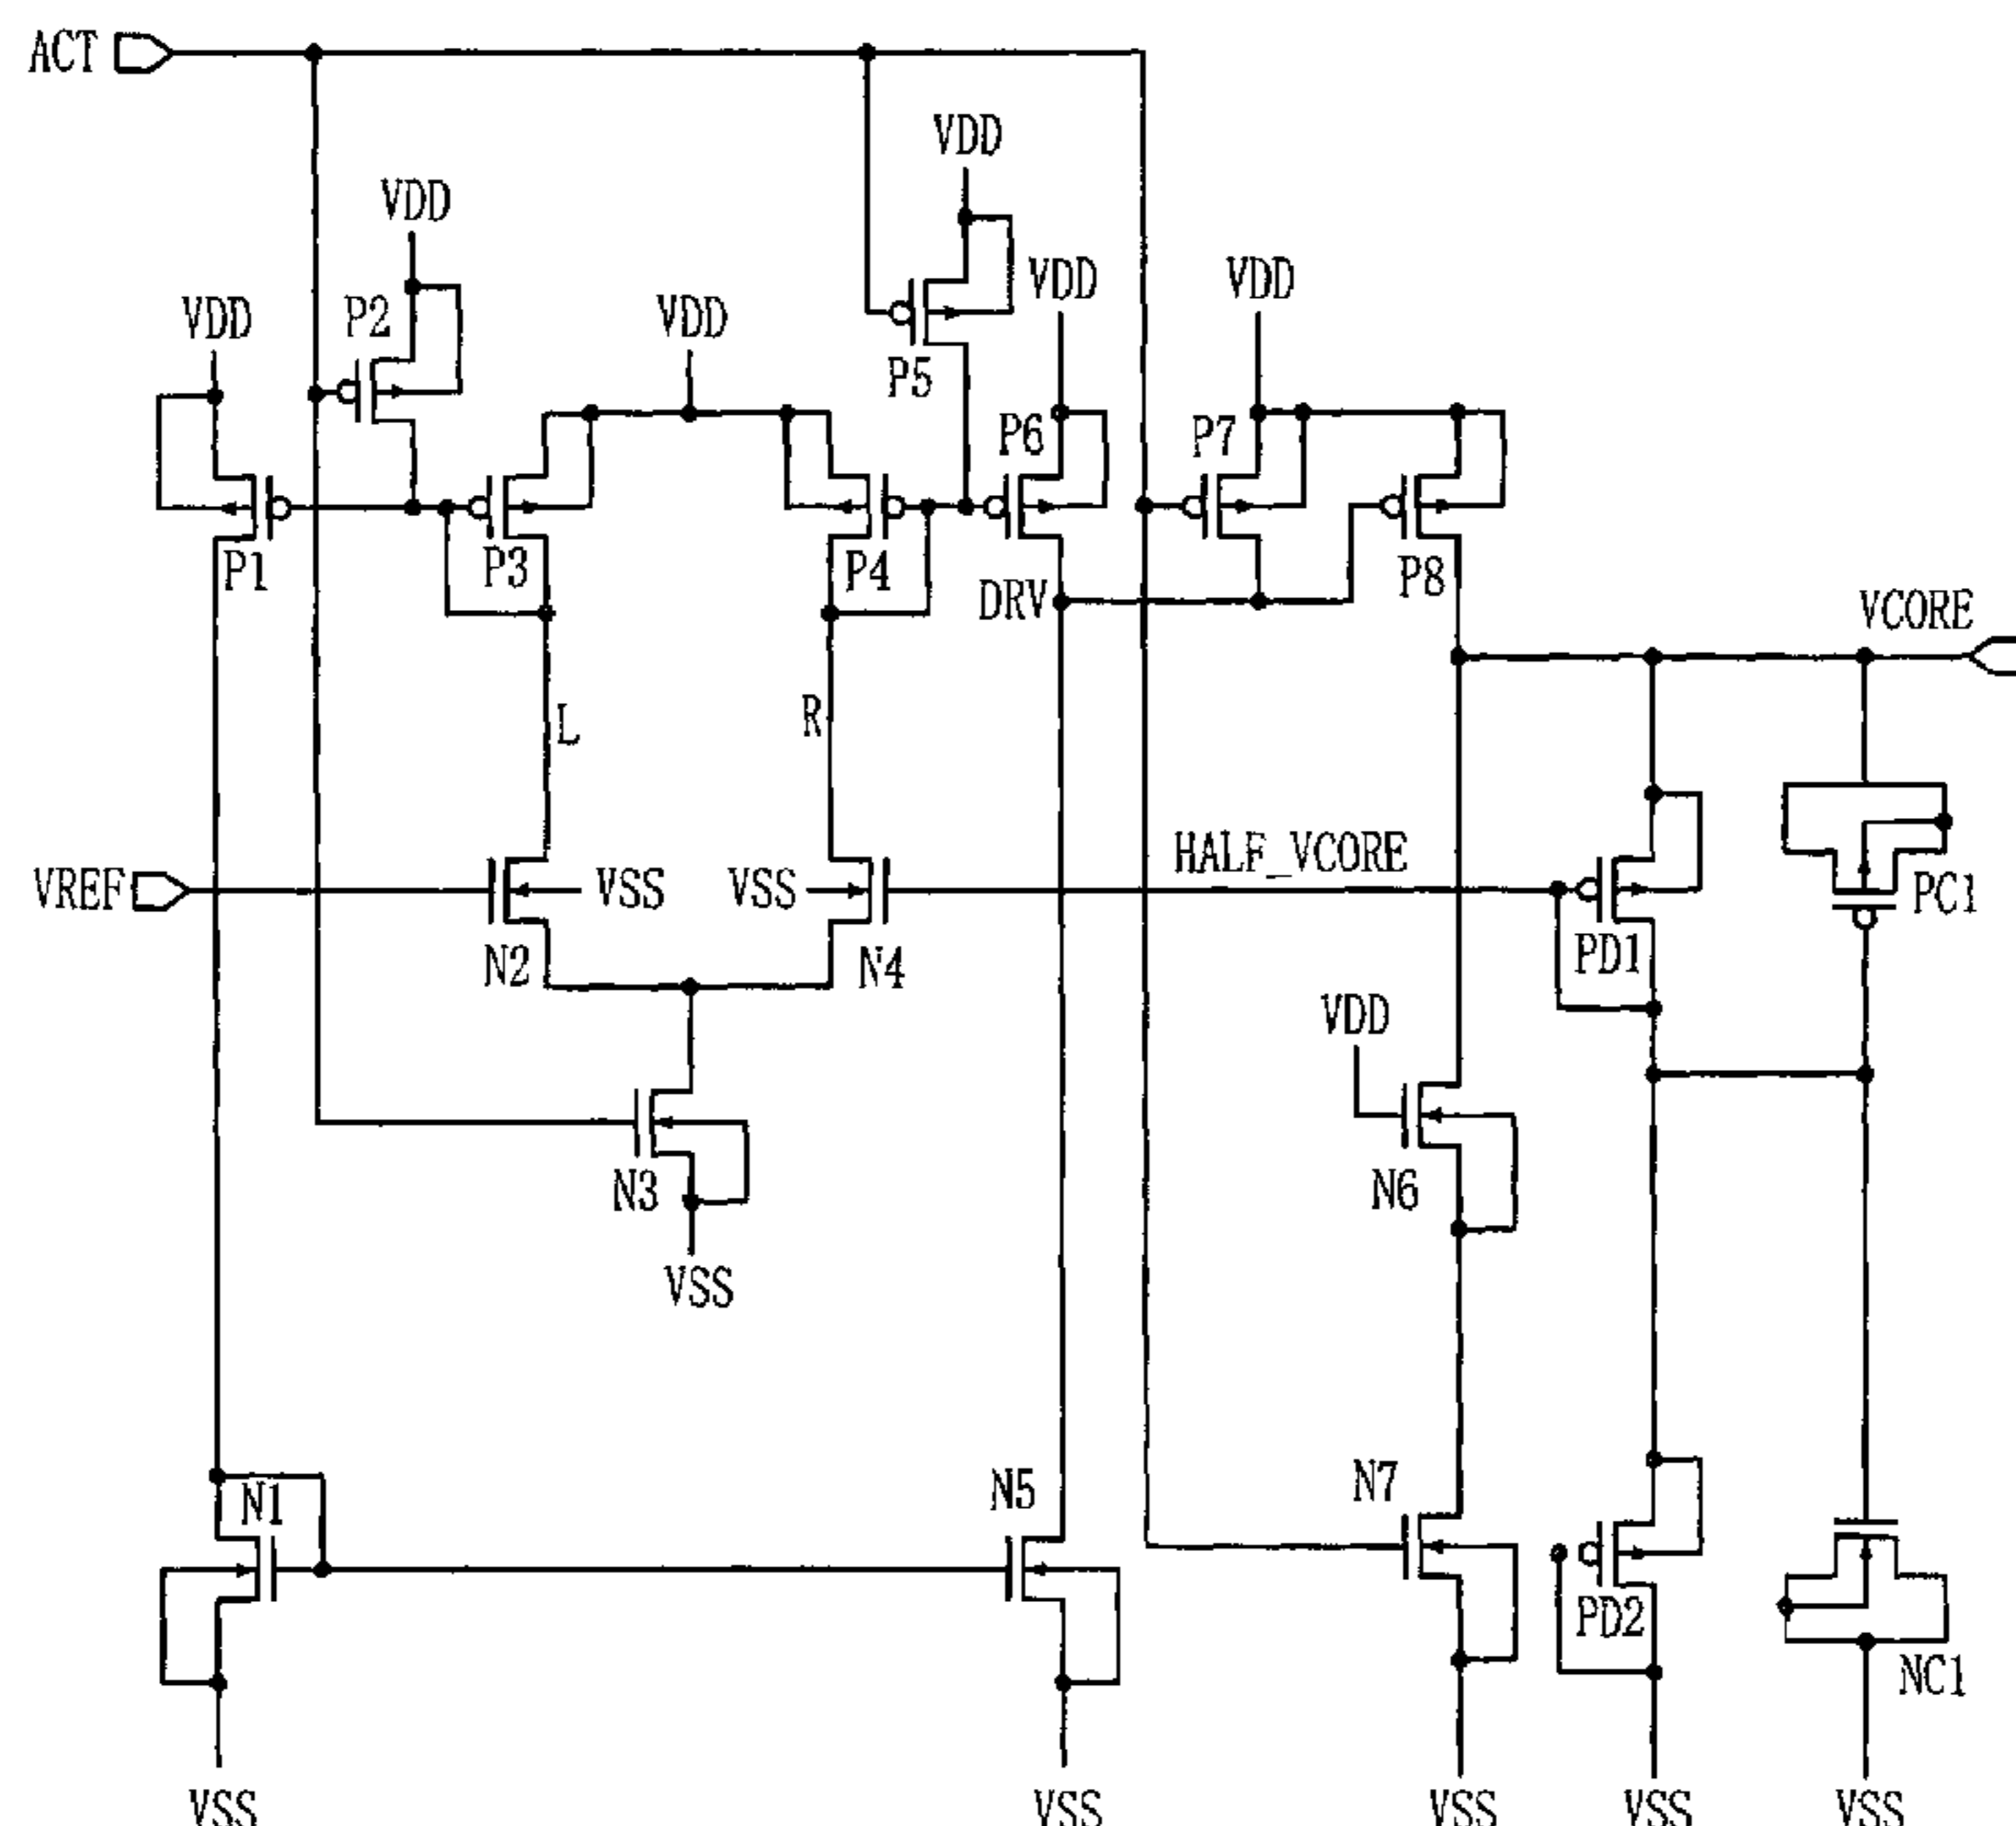 ACT
VDD
VDD
P2
VDD
VDD
VDD
VDD
P5
P6
P7
P1
P3
P4
P8
DRV
VCORE
L
R
HALF_VCORE
VREF
VSS
VSS
PC1
N2
N4
PD1
VDD
N3
N6
VSS
N1
N5
N7
PD2
NC1
VSS
VSS
VSS
VSS
VSS